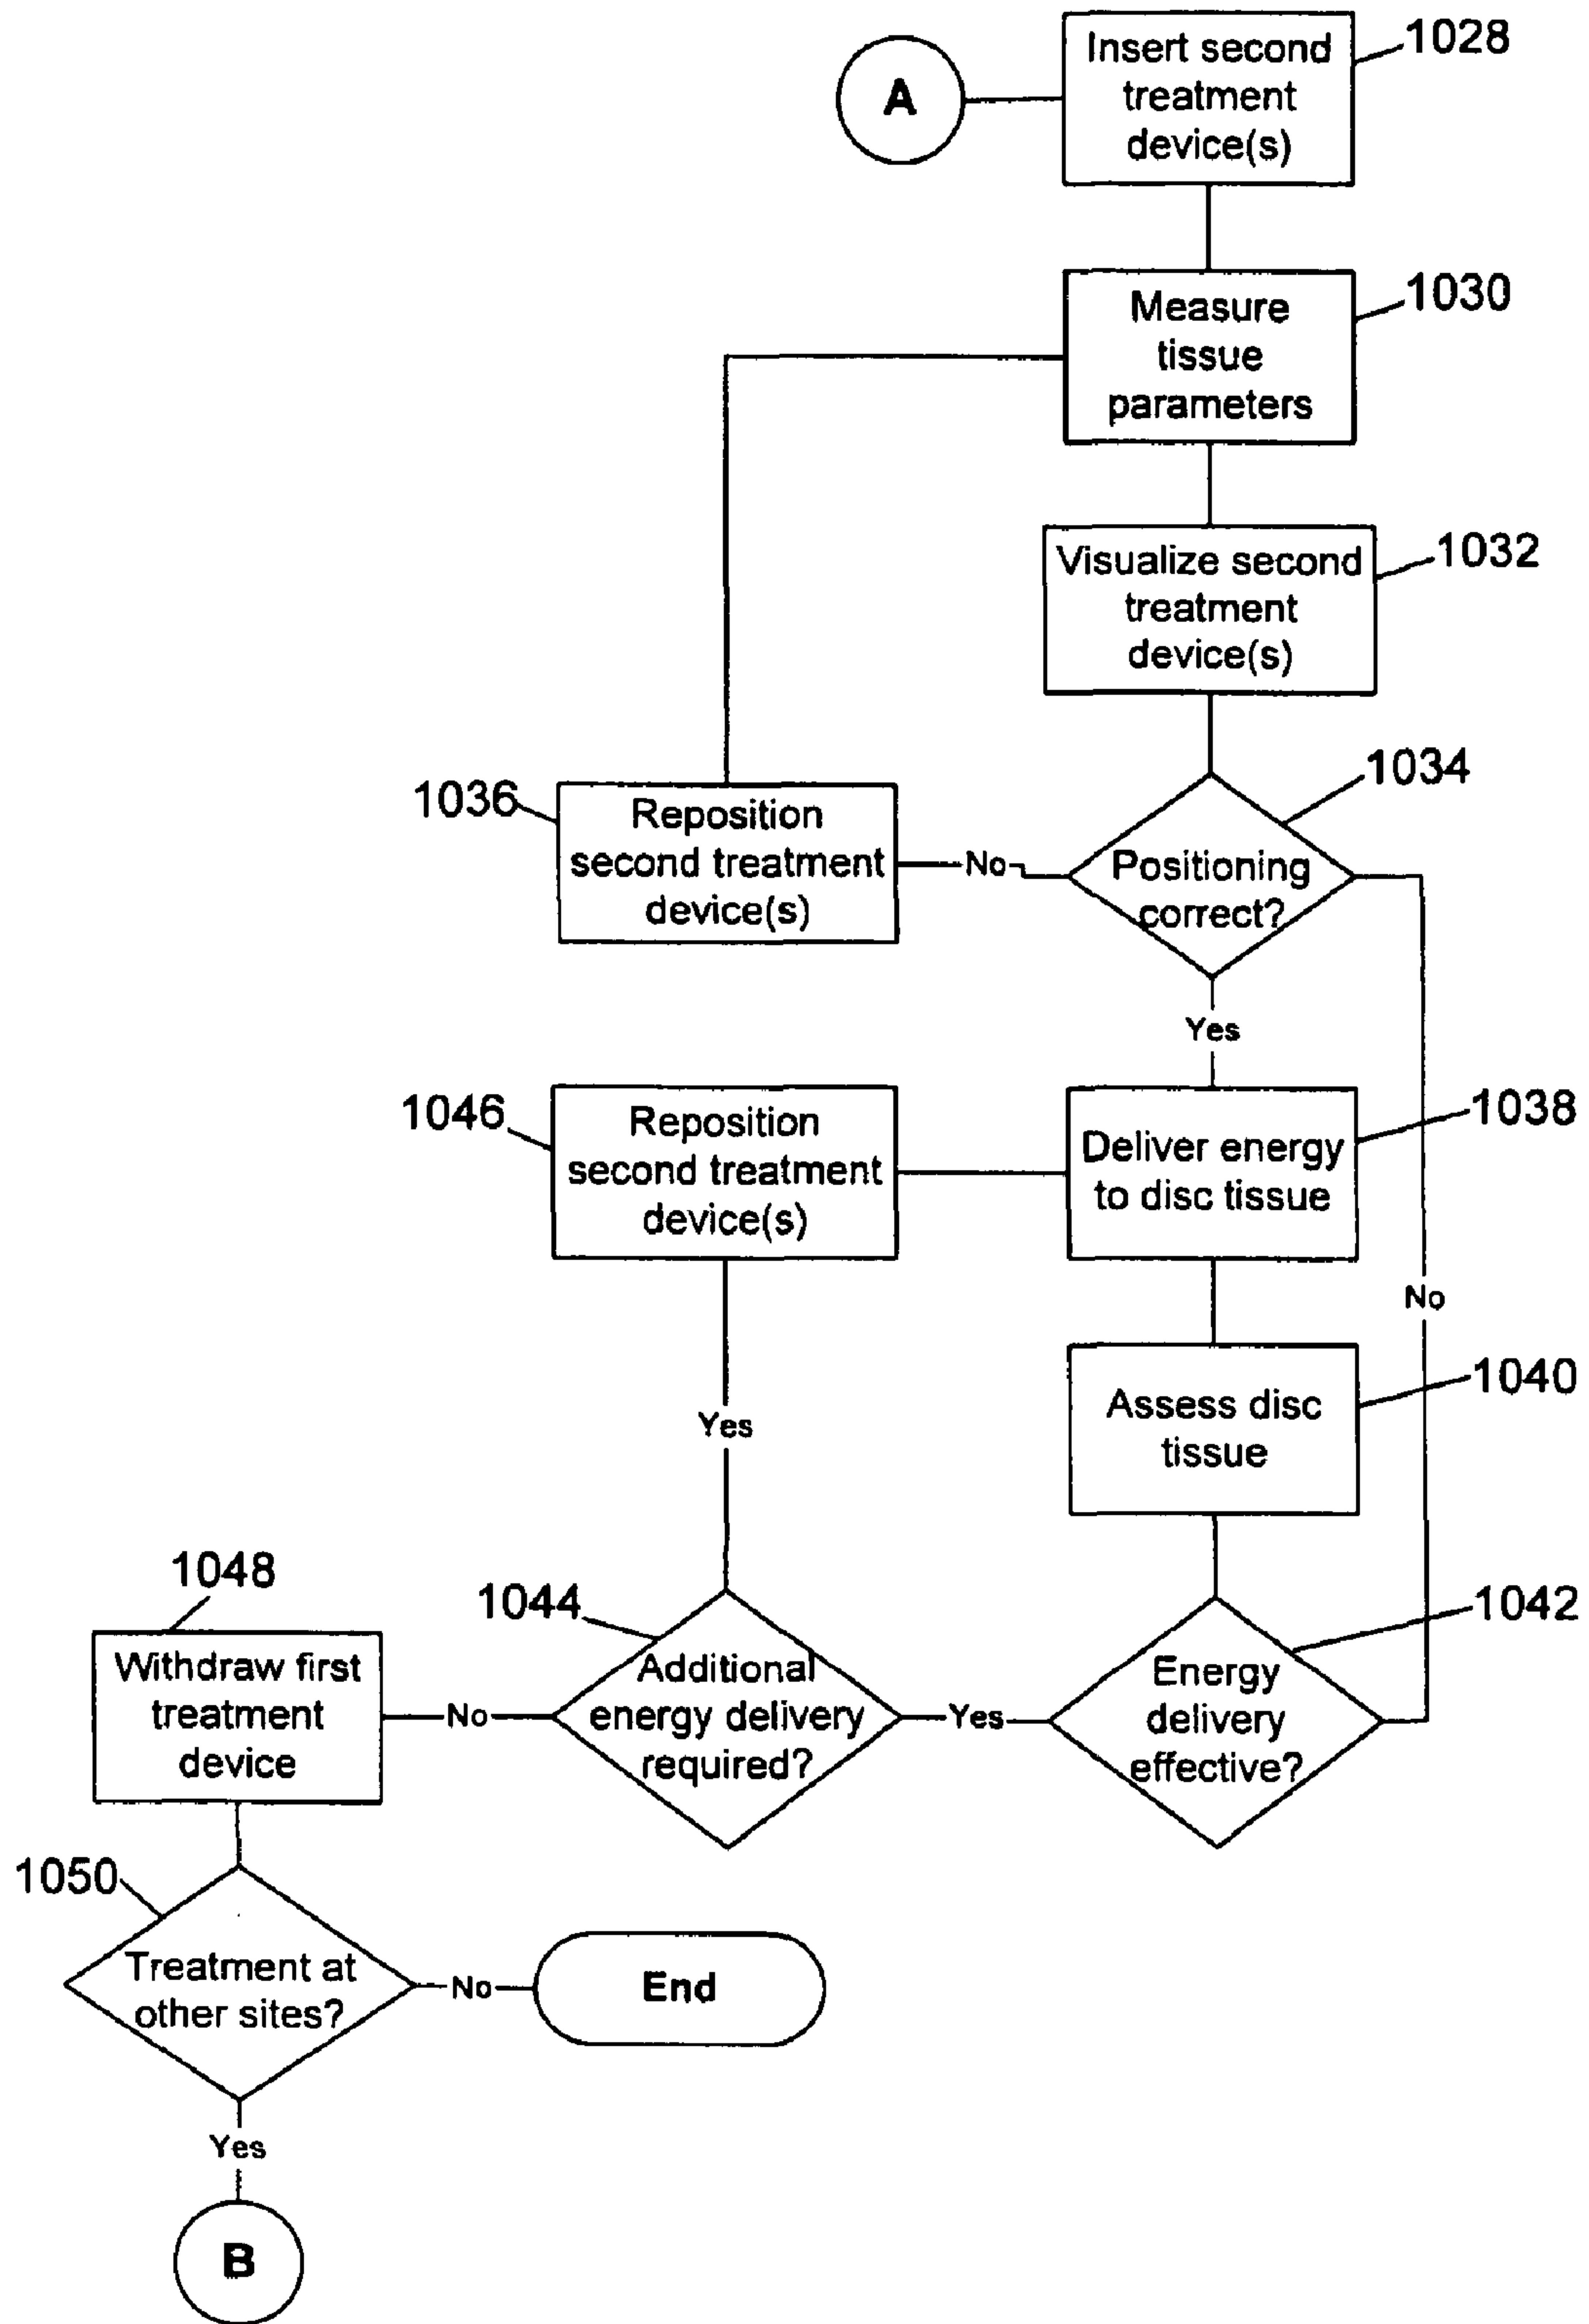 A
Insert second
treatment
device(s)
1028
Measure
tissue
parameters
1030
Visualize second
treatment
device(s)
1032
1034
Positioning
correct?
No
1036
Reposition
second treatment
device(s)
Yes
1046
Reposition
second treatment
device(s)
Deliver energy
to disc tissue
1038
No
Yes
Assess disc
tissue
1040
1048
Withdraw first
treatment
device
No
1044
Additional
energy delivery
required?
Yes
Energy
delivery
effective?
1042
1050
Treatment at
other sites?
No
End
Yes
B